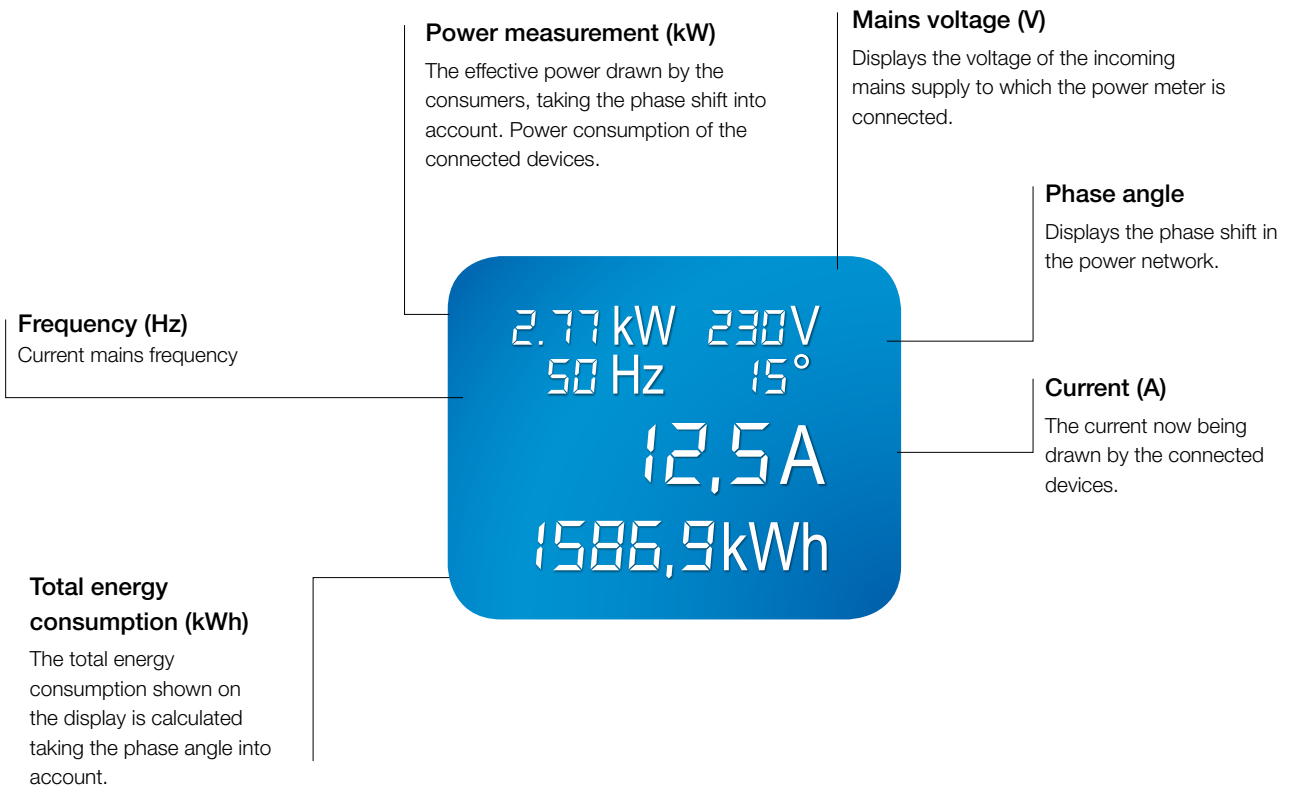 Power measurement (kW)
The effective power drawn by the
consumers, taking the phase shift into
account. Power consumption of the
connected devices.
Mains voltage (V)
Displays the voltage of the incoming
mains supply to which the power meter is
connected.
Phase angle
Displays the phase shift in
the power network.
Frequency (Hz)
Current mains frequency
2.77 kW 230V
50 Hz 15°
12,5A
1586,9kWh
Current (A)
The current now being
drawn by the connected
devices.
Total energy
consumption (kWh)
The total energy
consumption shown on
the display is calculated
taking the phase angle into
account.